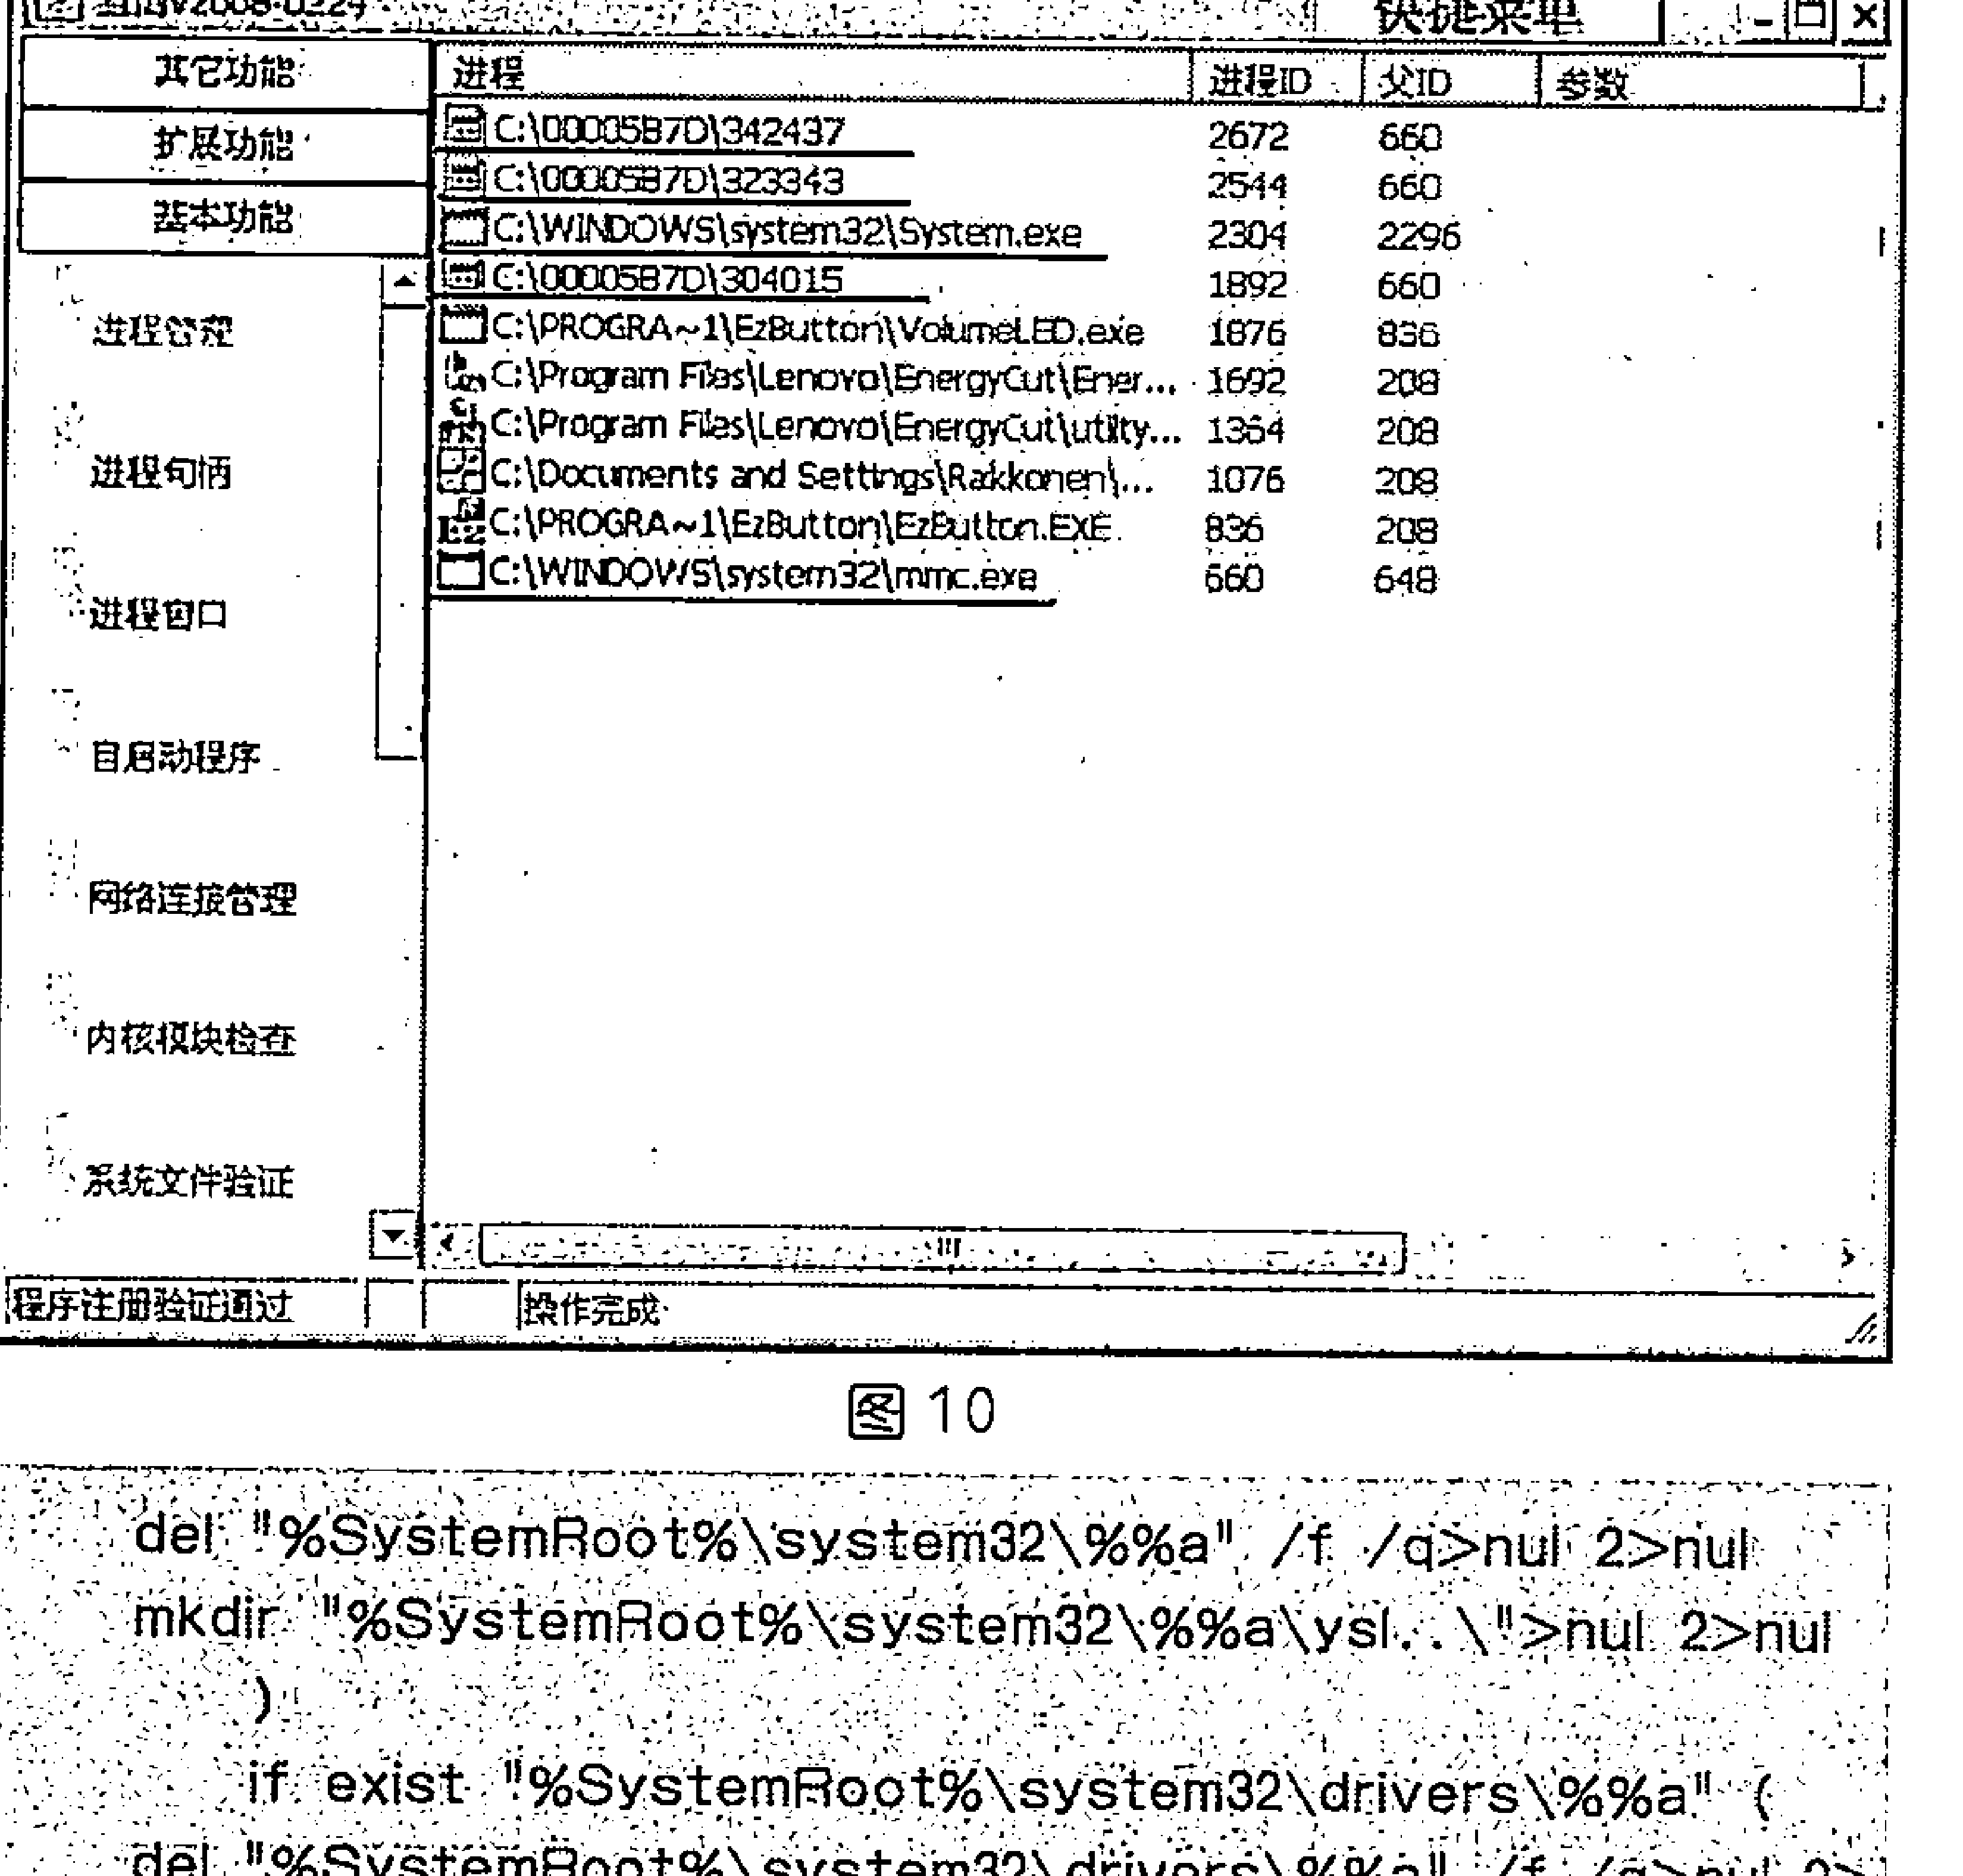 快捷菜单
其它功能
扩展功能
基本功能
进程管理
进程句柄
进程窗口
自启动程序
网络连接管理
内核模块检查
系统文件验证
进程 进程ID 父ID 参数
C:\00005B7D\342437 2672 660
C:\00005B7D\323343 2544 660
C:\WINDOWS\system32\System.exe 2304 2296
C:\00005B7D\304015 1892 660
C:\PROGRA~1\EzButton\VolumeLED.exe 1876 836
C:\Program Files\Lenovo\EnergyCut\Ener... 1692 208
C:\Program Files\Lenovo\EnergyCut\utility... 1364 208
C:\Documents and Settings\Rakkonen\... 1076 208
C:\PROGRA~1\EzButton\EzButton.EXE 836 208
C:\WINDOWS\system32\mmc.exe 660 648
程序注册验证通过 操作完成
图 10
del "%SystemRoot%\system32\%%a" /f /q>nul 2>nul
mkdir "%SystemRoot%\system32\%%a\ysl..\">nul 2>nul
)
if exist "%SystemRoot%\system32\drivers\%%a" (
del "%SystemRoot%\system32\drivers\%%a" /f /q>nul 2>